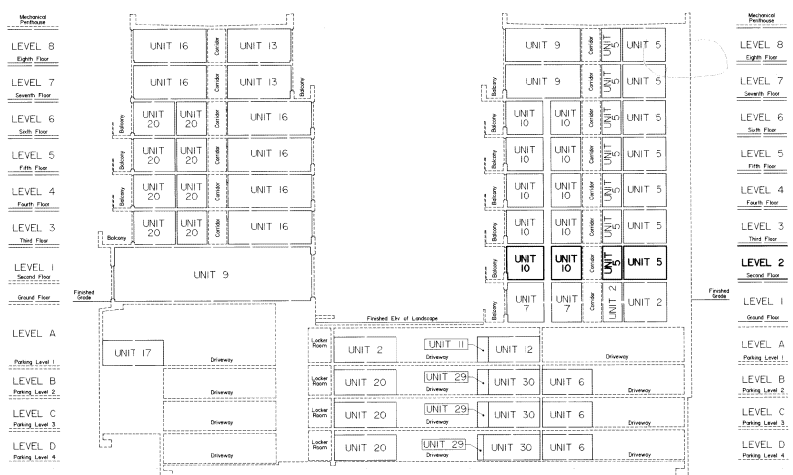 Mechanical Penthouse Mechanical Penthouse
LEVEL 8 UNIT 16 Corridor UNIT 13 UNIT 9 Corridor UNIT 5 UNIT 5 LEVEL 8
Eighth Floor Eighth Floor
LEVEL 7 UNIT 16 Corridor UNIT 13 Balcony Balcony UNIT 9 Corridor UNIT 5 UNIT 5 LEVEL 7
Seventh Floor Seventh Floor
LEVEL 6 Balcony UNIT 20 UNIT 20 Corridor UNIT 16 Balcony UNIT 10 UNIT 10 Corridor UNIT 5 UNIT 5 LEVEL 6
Sixth Floor Sixth Floor
LEVEL 5 Balcony UNIT 20 UNIT 20 Corridor UNIT 16 Balcony UNIT 10 UNIT 10 Corridor UNIT 5 UNIT 5 LEVEL 5
Fifth Floor Fifth Floor
LEVEL 4 Balcony UNIT 20 UNIT 20 Corridor UNIT 16 Balcony UNIT 10 UNIT 10 Corridor UNIT 5 UNIT 5 LEVEL 4
Fourth Floor Fourth Floor
LEVEL 3 Balcony UNIT 20 UNIT 20 Corridor UNIT 16 Balcony UNIT 10 UNIT 10 Corridor UNIT 5 UNIT 5 LEVEL 3
Third Floor Third Floor
LEVEL 1 UNIT 9 Balcony UNIT 10 UNIT 10 Corridor UNIT 5 UNIT 5 LEVEL 2
Second Floor Second Floor
Ground Floor Finished Grade Balcony UNIT 7 UNIT 7 Corridor UNIT 2 UNIT 2 Finished Grade LEVEL 1
Finished Elev of Landscape Ground Floor
LEVEL A UNIT 17 Driveway Locker Room UNIT 2 UNIT 11 Driveway UNIT 12 Driveway LEVEL A
Parking Level 1 Parking Level 1
LEVEL B Driveway Locker Room UNIT 20 UNIT 29 Driveway UNIT 30 UNIT 6 Driveway LEVEL B
Parking Level 2 Parking Level 2
LEVEL C Driveway Locker Room UNIT 20 UNIT 29 Driveway UNIT 30 UNIT 6 Driveway LEVEL C
Parking Level 3 Parking Level 3
LEVEL D Driveway Locker Room UNIT 20 UNIT 29 Driveway UNIT 30 UNIT 6 Driveway LEVEL D
Parking Level 4 Parking Level 4